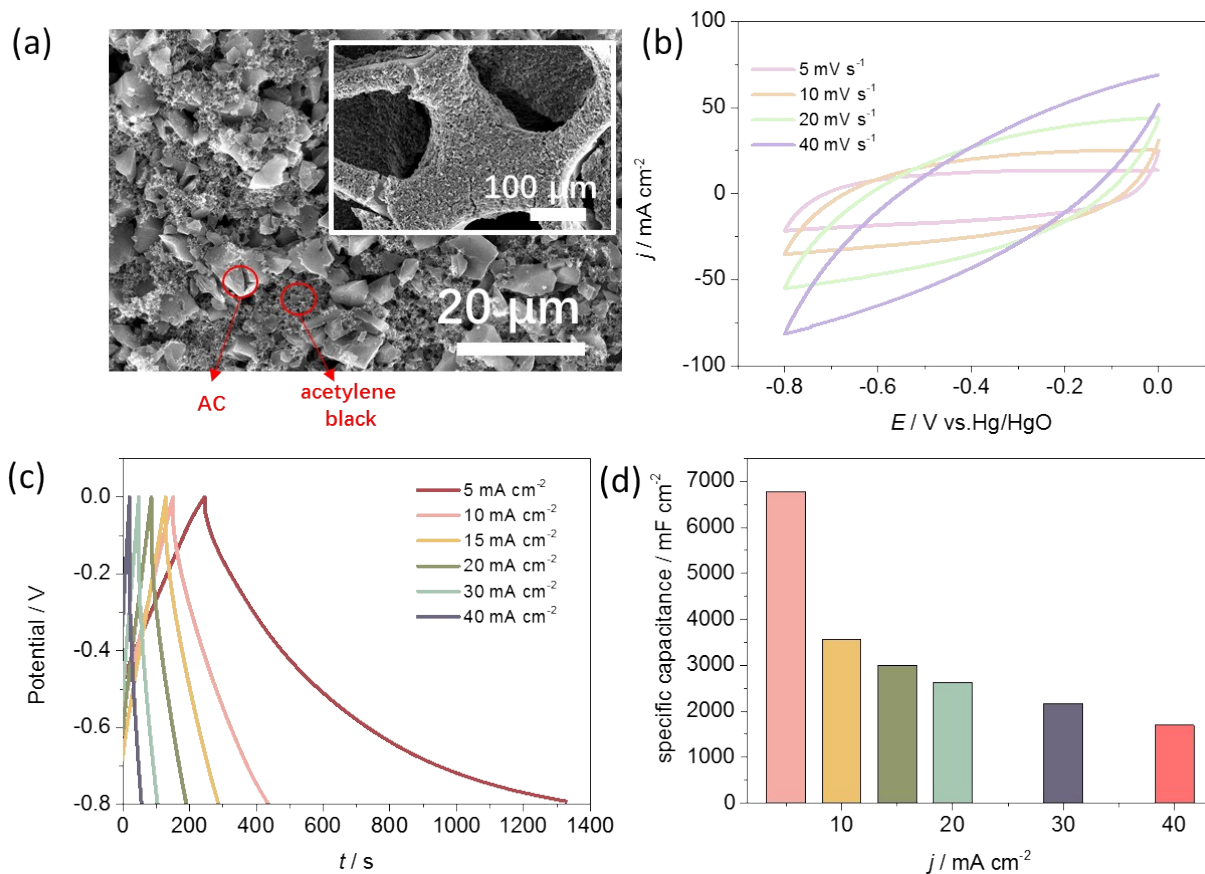 (a)
100 μm
20 μm
AC
acetylene
black
(b)
100
50
0
-50
-100
j / mA cm-2
5 mV s-1
10 mV s-1
20 mV s-1
40 mV s-1
-0.8
-0.6
-0.4
-0.2
0.0
E / V vs.Hg/HgO
(c)
0.0
-0.2
-0.4
-0.6
-0.8
Potential / V
5 mA cm-2
10 mA cm-2
15 mA cm-2
20 mA cm-2
30 mA cm-2
40 mA cm-2
0
200
400
600
800
1000
1200
1400
t / s
(d)
7000
6000
5000
4000
3000
2000
1000
0
specific capacitance / mF cm-2
10
20
30
40
j / mA cm-2